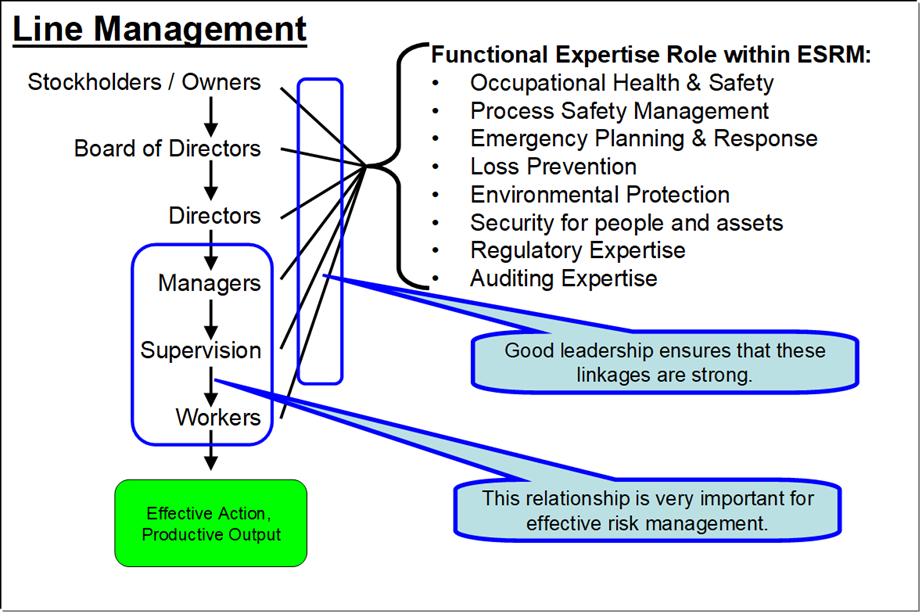 Line Management
Stockholders / Owners
Board of Directors
Directors
Managers
Supervision
Workers
Effective Action,
Productive Output
Functional Expertise Role within ESRM:
• Occupational Health & Safety
• Process Safety Management
• Emergency Planning & Response
• Loss Prevention
• Environmental Protection
• Security for people and assets
• Regulatory Expertise
• Auditing Expertise
Good leadership ensures that these
linkages are strong.
This relationship is very important for
effective risk management.